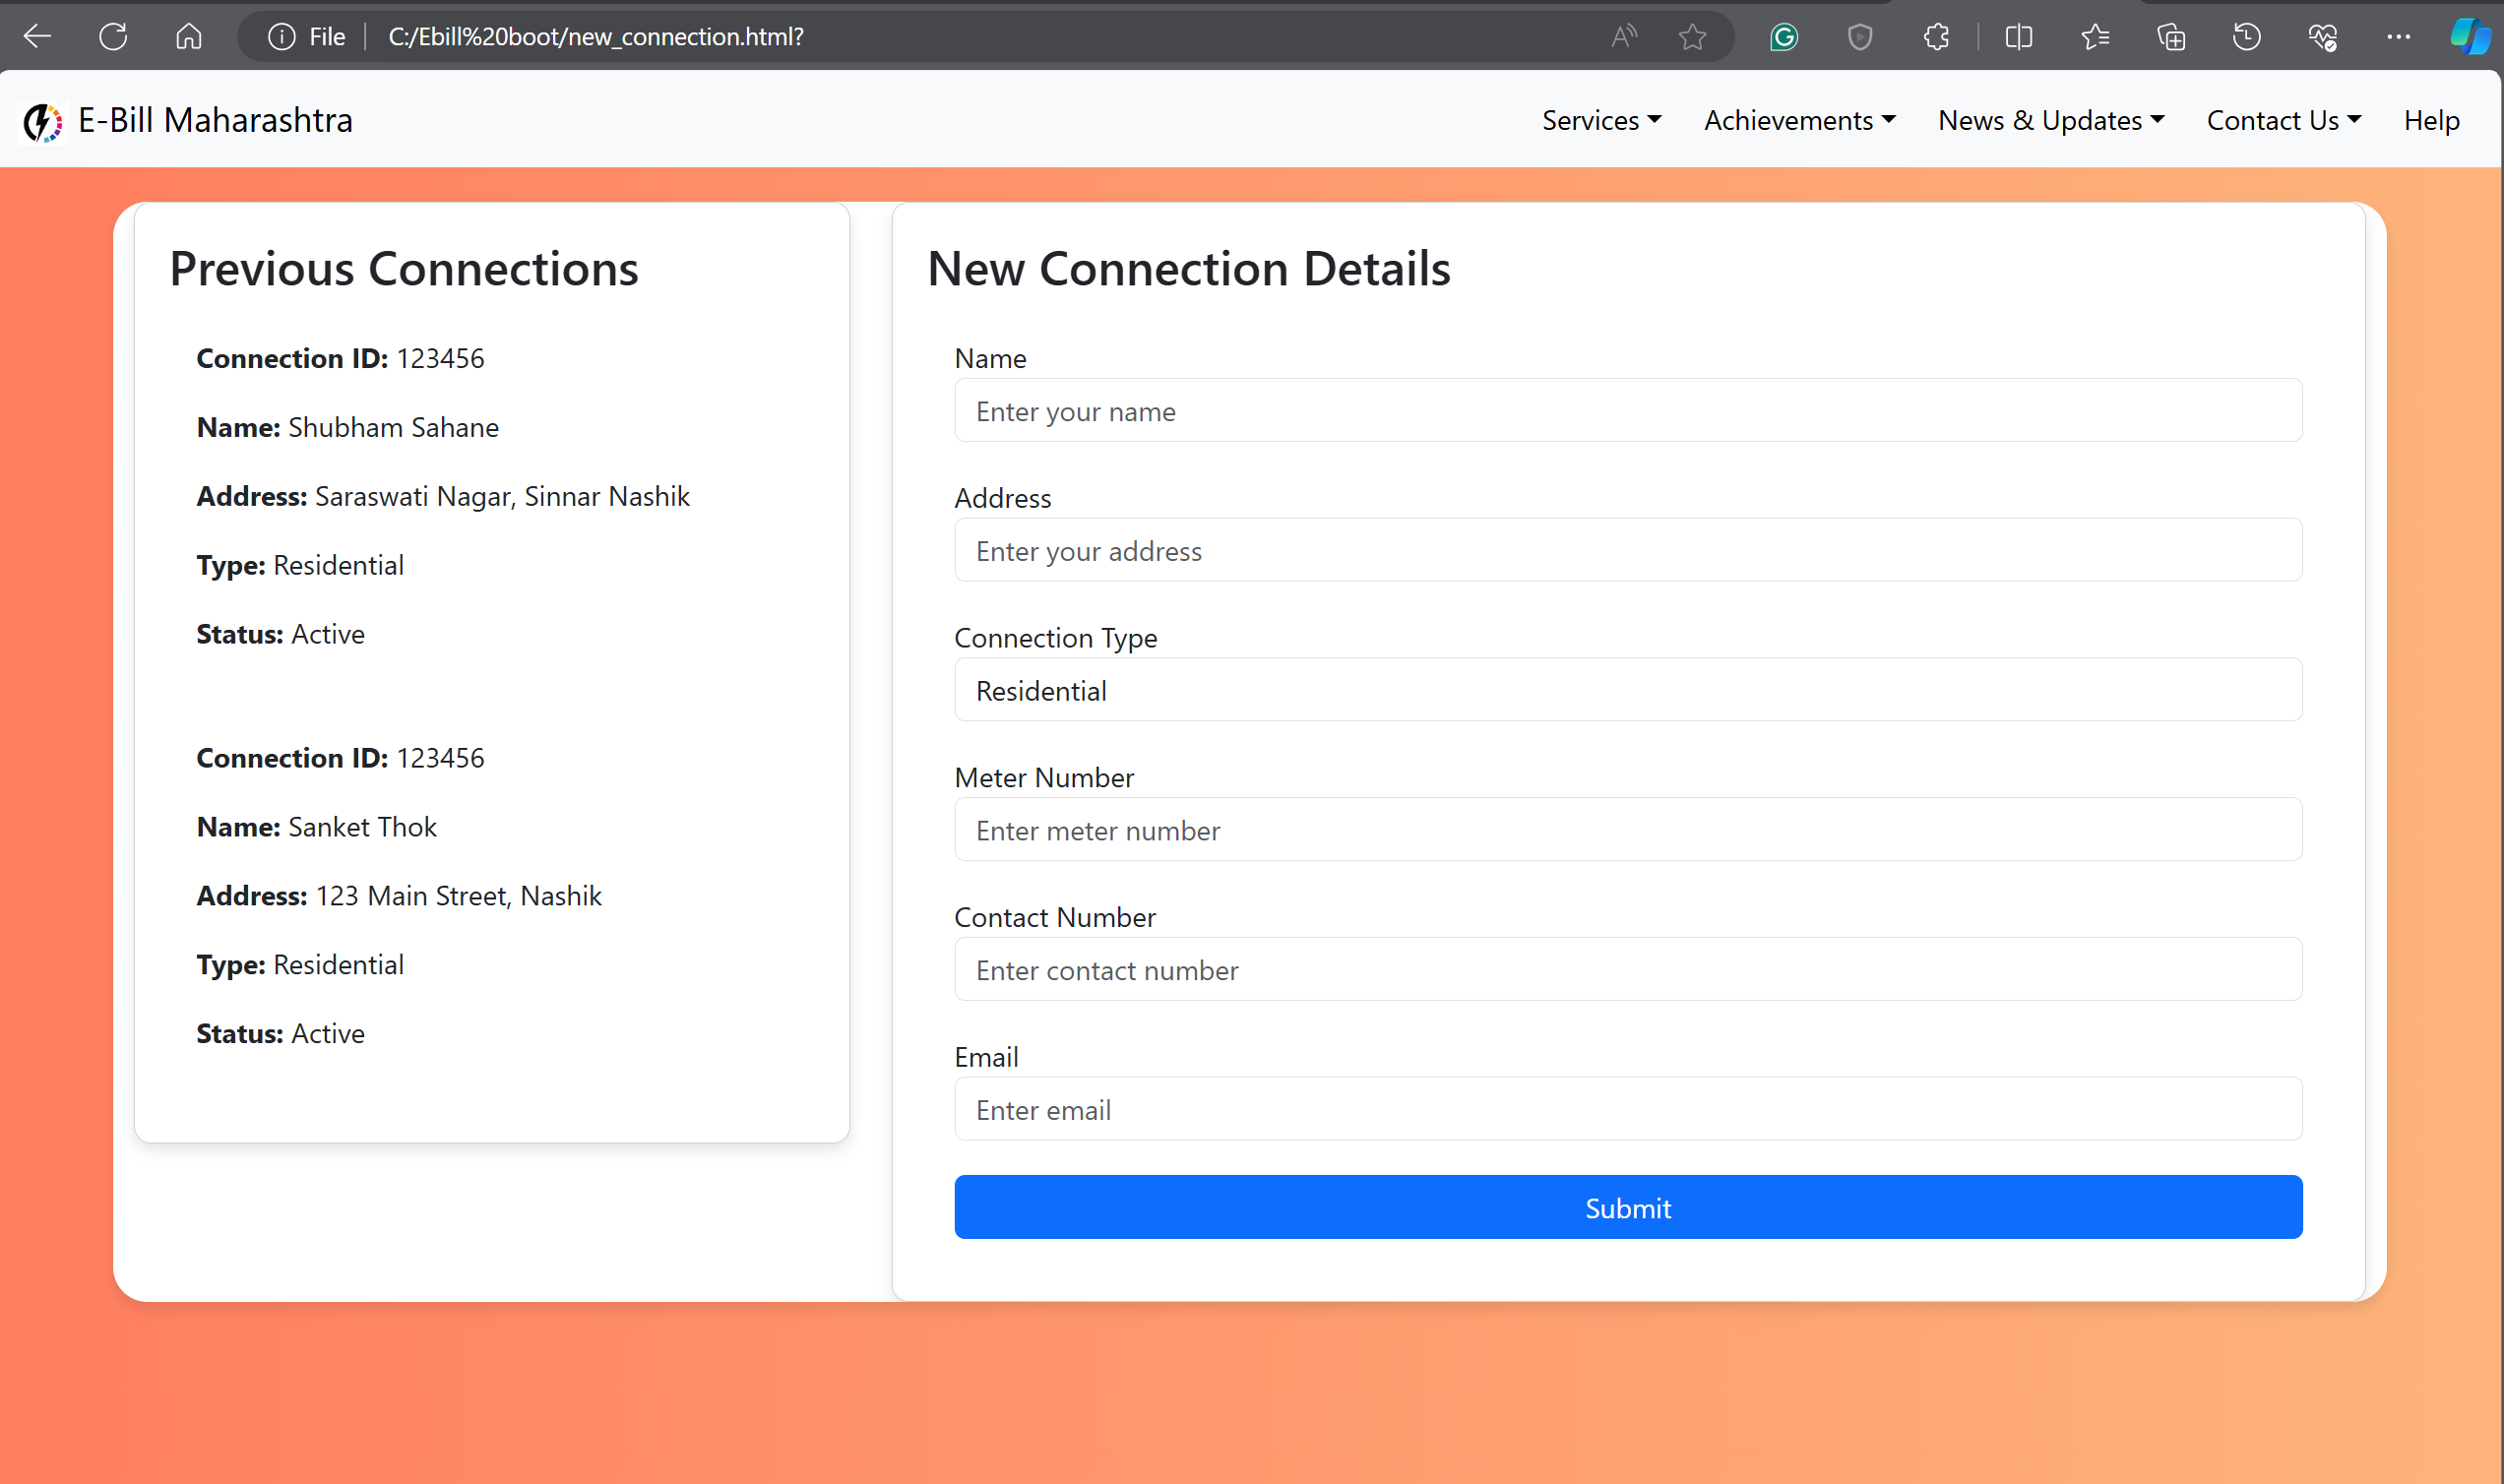 File
C:/Ebill%20boot/new_connection.html?
E-Bill Maharashtra
Services
Achievements
News & Updates
Contact Us
Help
Previous Connections
Connection ID: 123456
Name: Shubham Sahane
Address: Saraswati Nagar, Sinnar Nashik
Type: Residential
Status: Active
Connection ID: 123456
Name: Sanket Thok
Address: 123 Main Street, Nashik
Type: Residential
Status: Active
New Connection Details
Name
Enter your name
Address
Enter your address
Connection Type
Residential
Meter Number
Enter meter number
Contact Number
Enter contact number
Email
Enter email
Submit